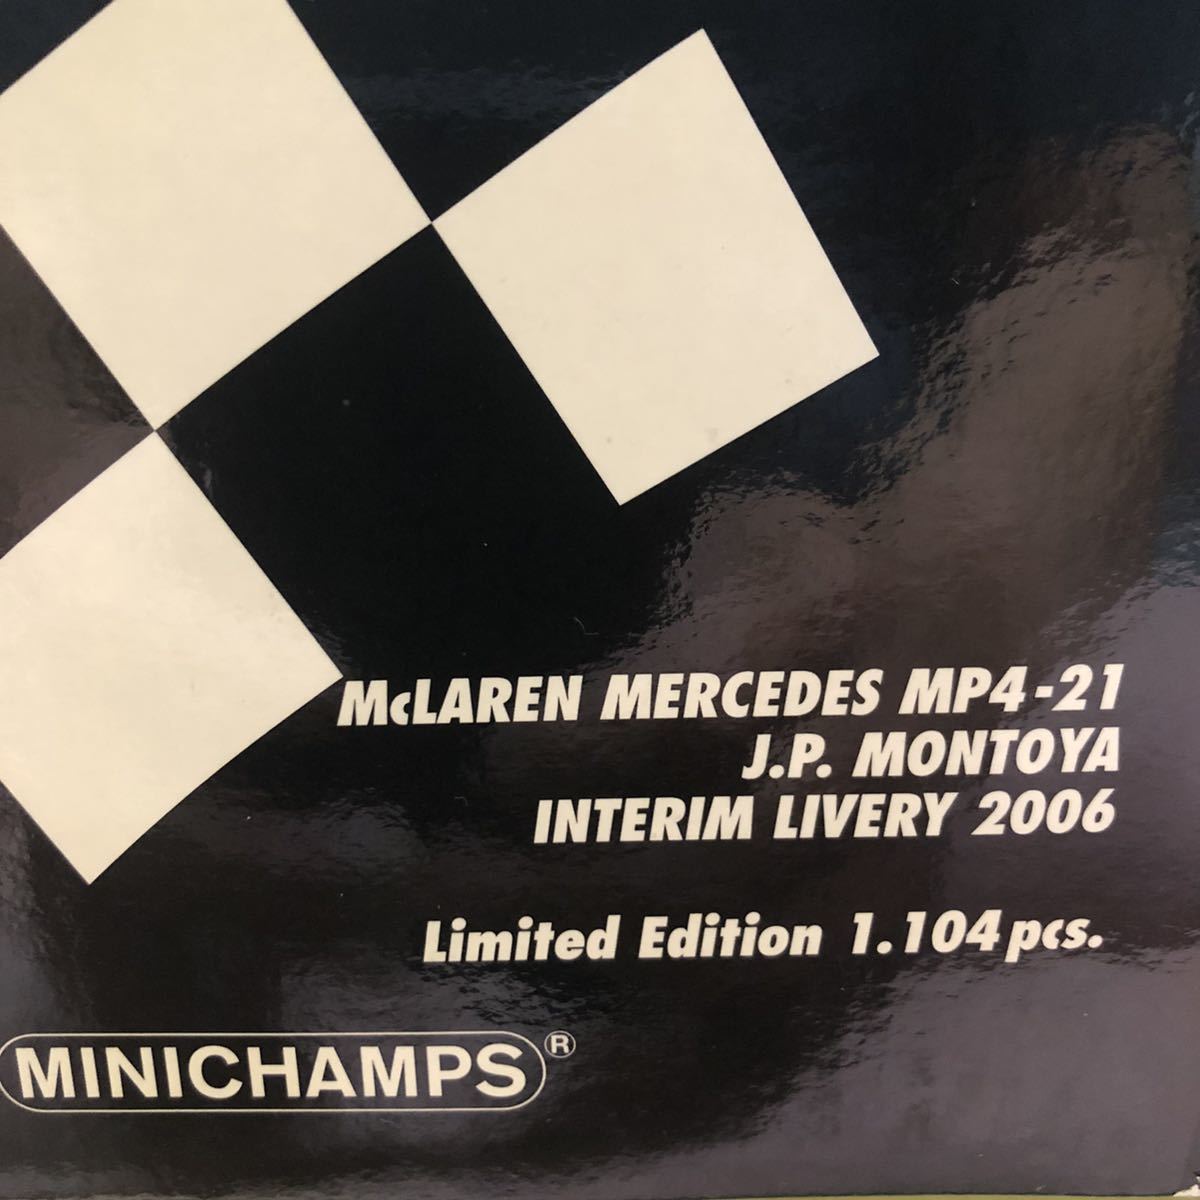 McLAREN MERCEDES MP4-21
J.P. MONTOYA
INTERIM LIVERY 2006
Limited Edition 1.104 pcs.
MINICHAMPS®